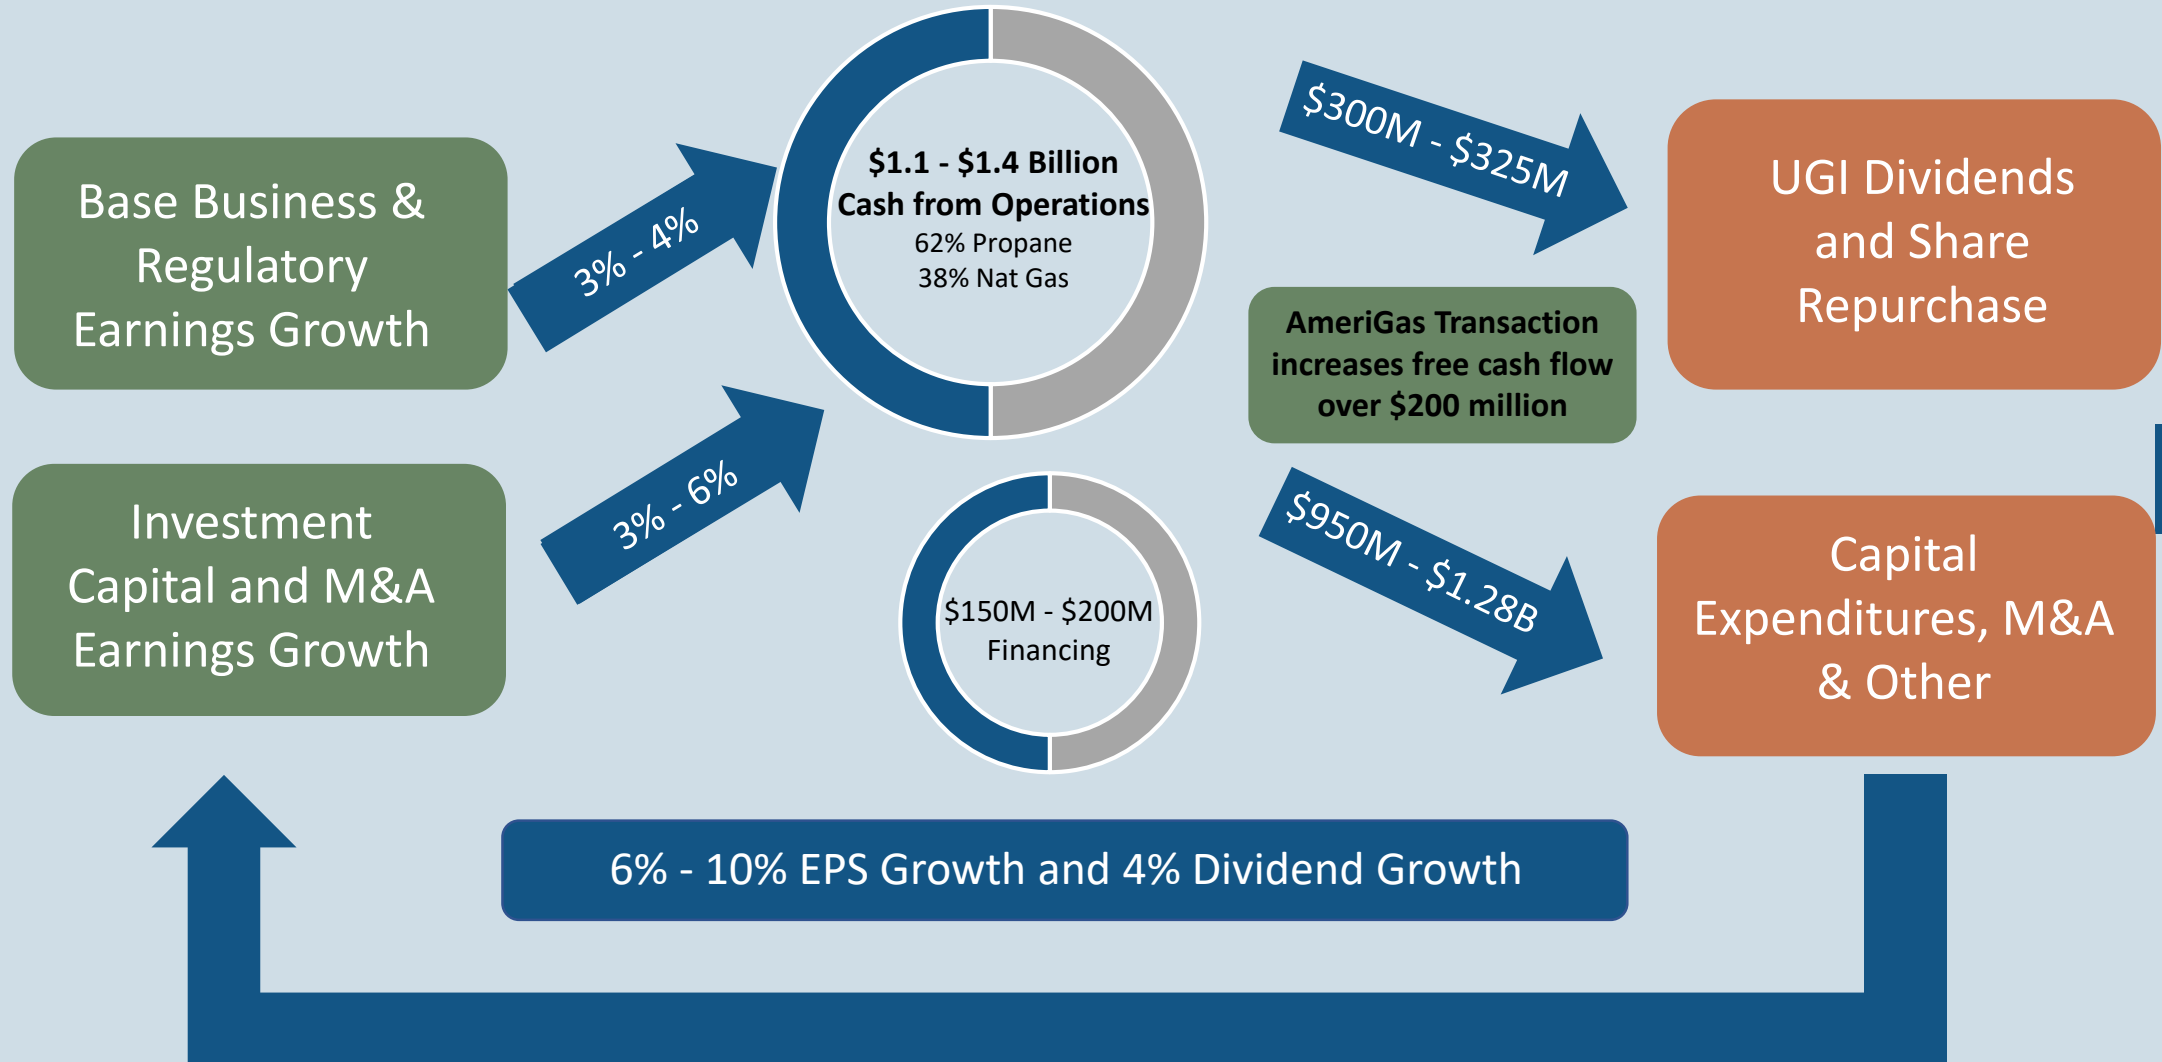 Base Business &
Regulatory
Earnings Growth
3% - 4%
Investment
Capital and M&A
Earnings Growth
3% - 6%
$1.1 - $1.4 Billion
Cash from Operations
62% Propane
38% Nat Gas
$150M - $200M
Financing
$300M - $325M
AmeriGas Transaction
increases free cash flow
over $200 million
$950M - $1.28B
UGI Dividends
and Share
Repurchase
Capital
Expenditures, M&A
& Other
6% - 10% EPS Growth and 4% Dividend Growth